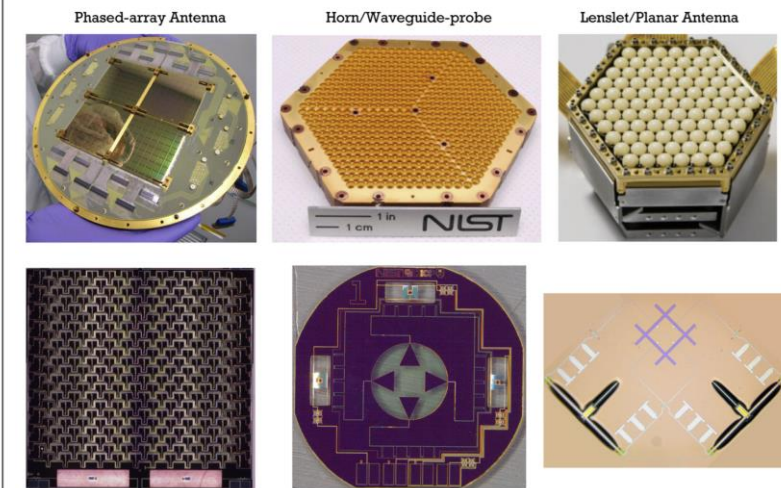 Phased-array Antenna
Horn/Waveguide-probe
Lenslet/Planar Antenna
1 in
1 cm
NIST
1